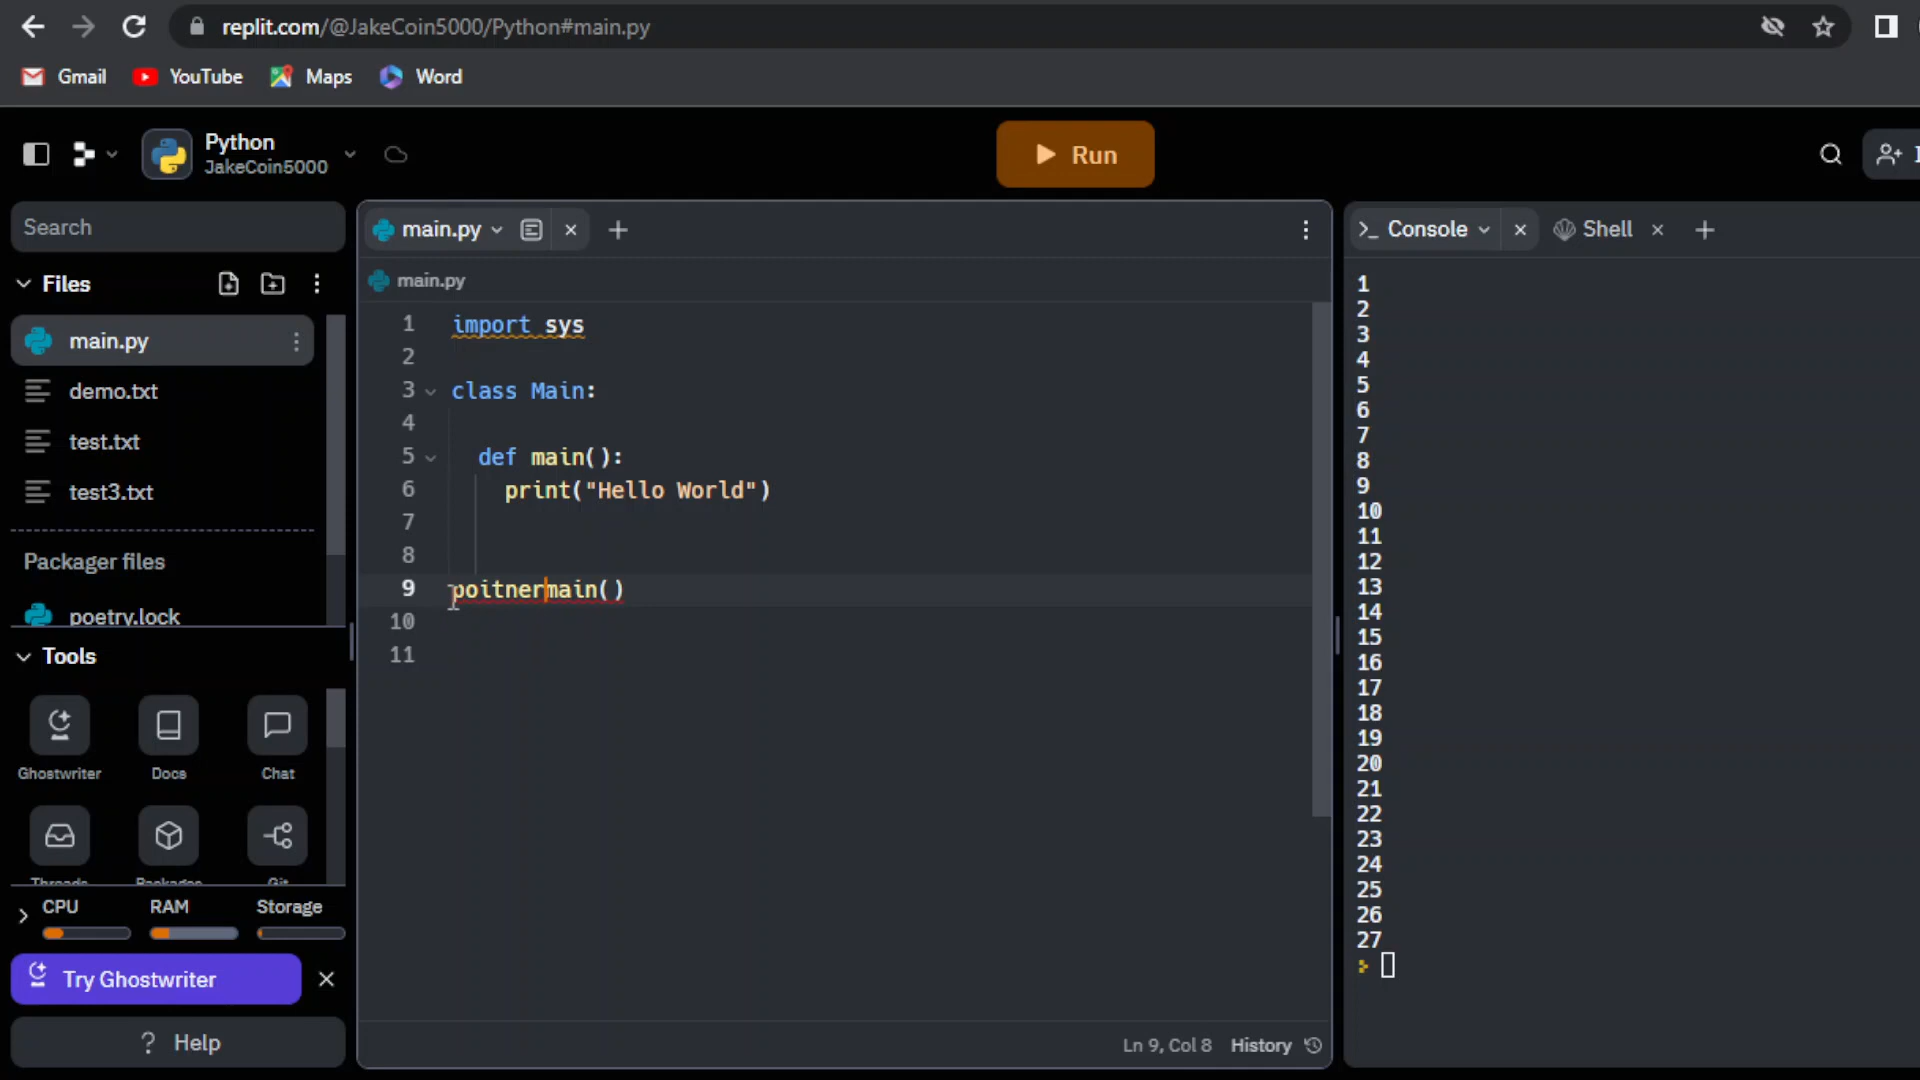 replit.com/@JakeCoin5000/Python#main.py
Gmail YouTube Maps Word
Python
JakeCoin5000
Run
Search
Files
main.py
demo.txt
test.txt
test3.txt
Packager files
poetry.lock
Tools
Ghostwriter Docs Chat
Threads Packages Git
CPU RAM Storage
Try Ghostwriter
? Help
main.py
main.py
1 import sys
2
3 class Main:
4
5 def main():
6 print("Hello World")
7
8
9 poitnermain()
10
11
Ln 9, Col 8 History
>_ Console Shell
1
2
3
4
5
6
7
8
9
10
11
12
13
14
15
16
17
18
19
20
21
22
23
24
25
26
27